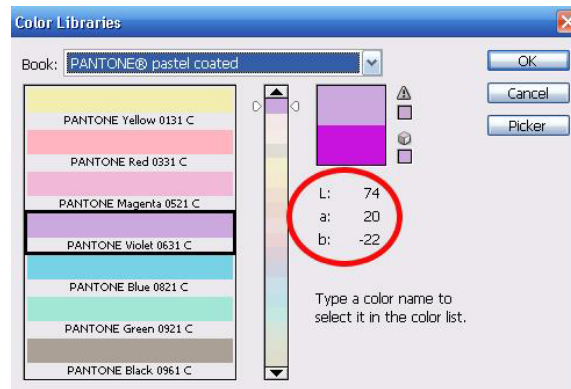 Color Libraries
Book: PANTONE® pastel coated
OK
Cancel
Picker
PANTONE Yellow 0131 C
PANTONE Red 0331 C
PANTONE Magenta 0521 C
PANTONE Violet 0631 C
PANTONE Blue 0821 C
PANTONE Green 0921 C
PANTONE Black 0961 C
L: 74
a: 20
b: -22
Type a color name to
select it in the color list.